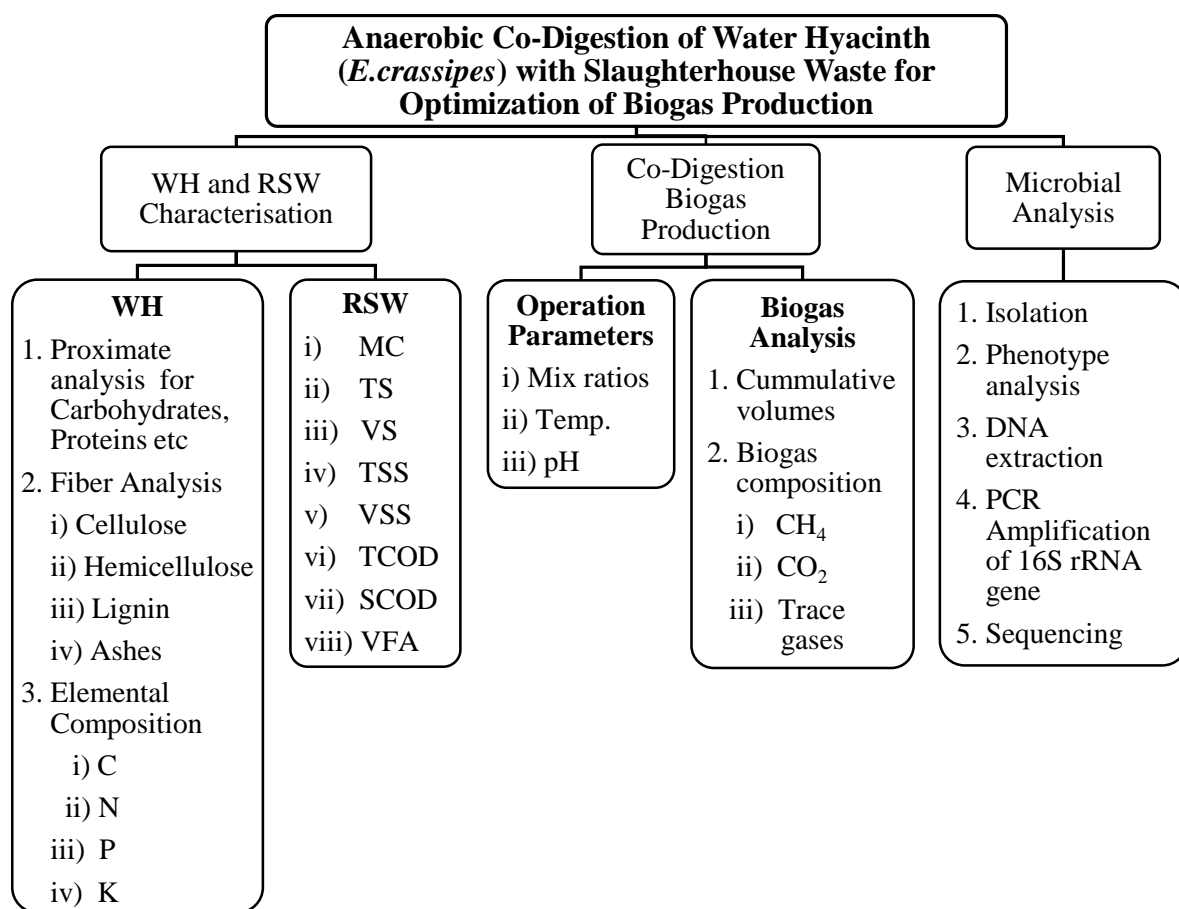 Anaerobic Co-Digestion of Water Hyacinth
(E.crassipes) with Slaughterhouse Waste for
Optimization of Biogas Production
WH and RSW
Characterisation
Co-Digestion
Biogas
Production
Microbial
Analysis
WH
1. Proximate
analysis for
Carbohydrates,
Proteins etc
2. Fiber Analysis
i) Cellulose
ii) Hemicellulose
iii) Lignin
iv) Ashes
3. Elemental
Composition
i) C
ii) N
iii) P
iv) K
RSW
i) MC
ii) TS
iii) VS
iv) TSS
v) VSS
vi) TCOD
vii) SCOD
viii) VFA
Operation
Parameters
i) Mix ratios
ii) Temp.
iii) pH
Biogas
Analysis
1. Cummulative
volumes
2. Biogas
composition
i) CH₄
ii) CO₂
iii) Trace
gases
1. Isolation
2. Phenotype
analysis
3. DNA
extraction
4. PCR
Amplification
of 16S rRNA
gene
5. Sequencing